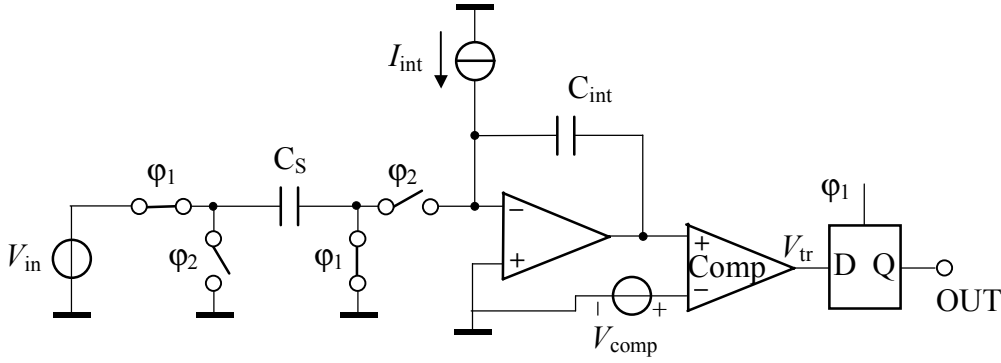 I_int
C_int
C_S
φ1
φ2
φ1
V_in
φ2
φ1
−
+
+
Comp
−
V_tr
D Q
OUT
−
+
V_comp